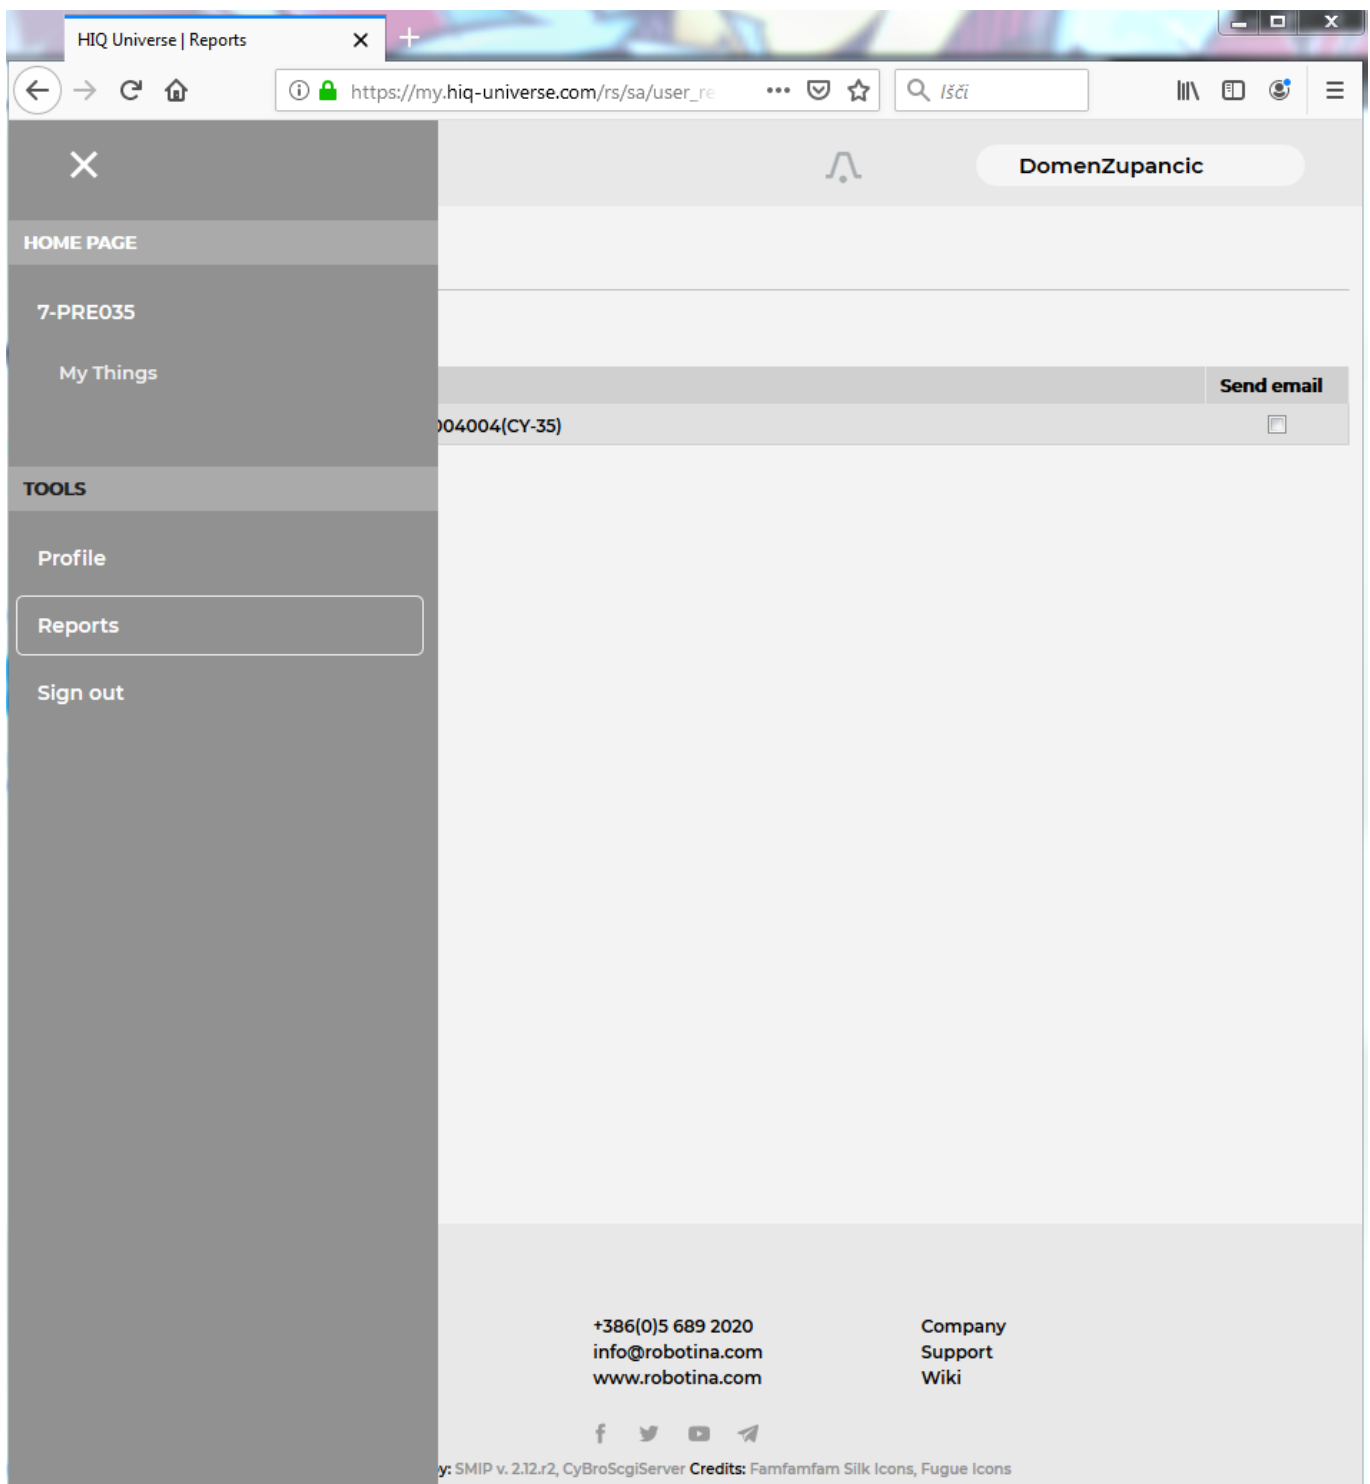 HIQ Universe | Reports
https://my.hiq-universe.com/rs/sa/user_re
Išči
DomenZupancic
HOME PAGE
7-PRE035
My Things
Send email
004004(CY-35)
TOOLS
Profile
Reports
Sign out
+386(0)5 689 2020
info@robotina.com
www.robotina.com
Company
Support
Wiki
y: SMIP v. 2.12.r2, CyBroScgiServer Credits: Famfamfam Silk Icons, Fugue Icons